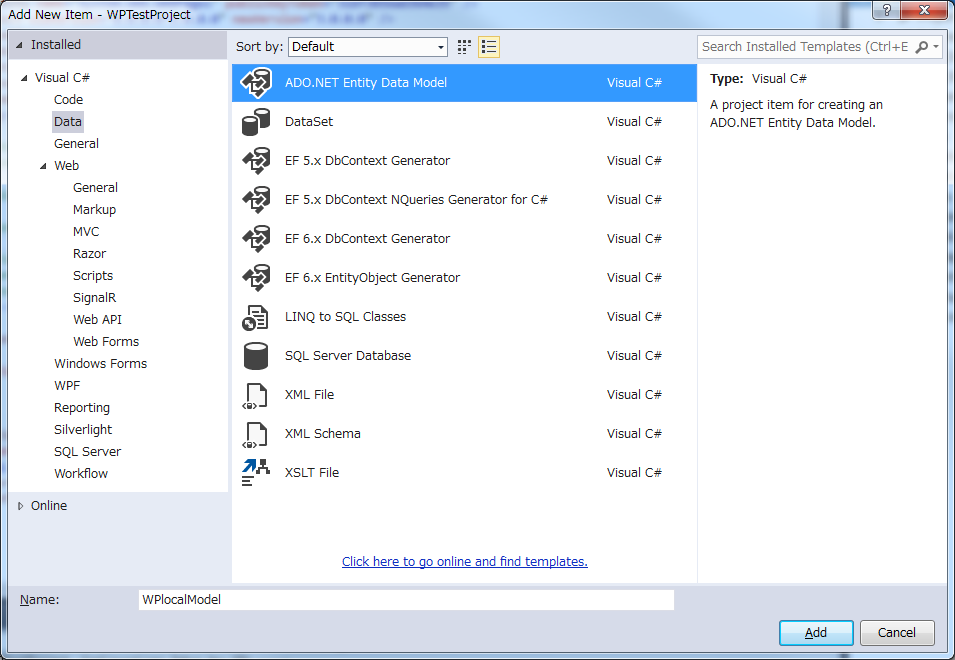 Add New Item - WPTestProject
?
Installed
Sort by:
Default
Search Installed Templates (Ctrl+E
Visual C#
Code
Data
General
Web
General
Markup
MVC
Razor
Scripts
SignalR
Web API
Web Forms
Windows Forms
WPF
Reporting
Silverlight
SQL Server
Workflow
Online
ADO.NET Entity Data Model Visual C#
DataSet Visual C#
EF 5.x DbContext Generator Visual C#
EF 5.x DbContext NQueries Generator for C# Visual C#
EF 6.x DbContext Generator Visual C#
EF 6.x EntityObject Generator Visual C#
LINQ to SQL Classes Visual C#
SQL Server Database Visual C#
XML File Visual C#
XML Schema Visual C#
XSLT File Visual C#
Click here to go online and find templates.
Type: Visual C#
A project item for creating an
ADO.NET Entity Data Model.
Name:
WPlocalModel
Add
Cancel